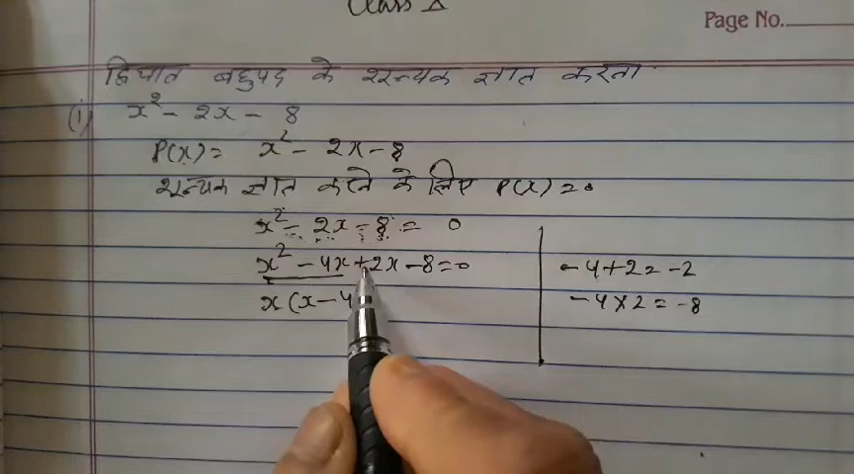 Class X
Page No.
द्विघात बहुपद के शून्यक ज्ञात करना
(i) x² - 2x - 8
P(x) = x² - 2x - 8
शून्यक ज्ञात करने के लिए P(x) = 0
x² - 2x - 8 = 0
x² - 4x + 2x - 8 = 0
x(x - 4
- 4 + 2 = - 2
- 4 × 2 = - 8